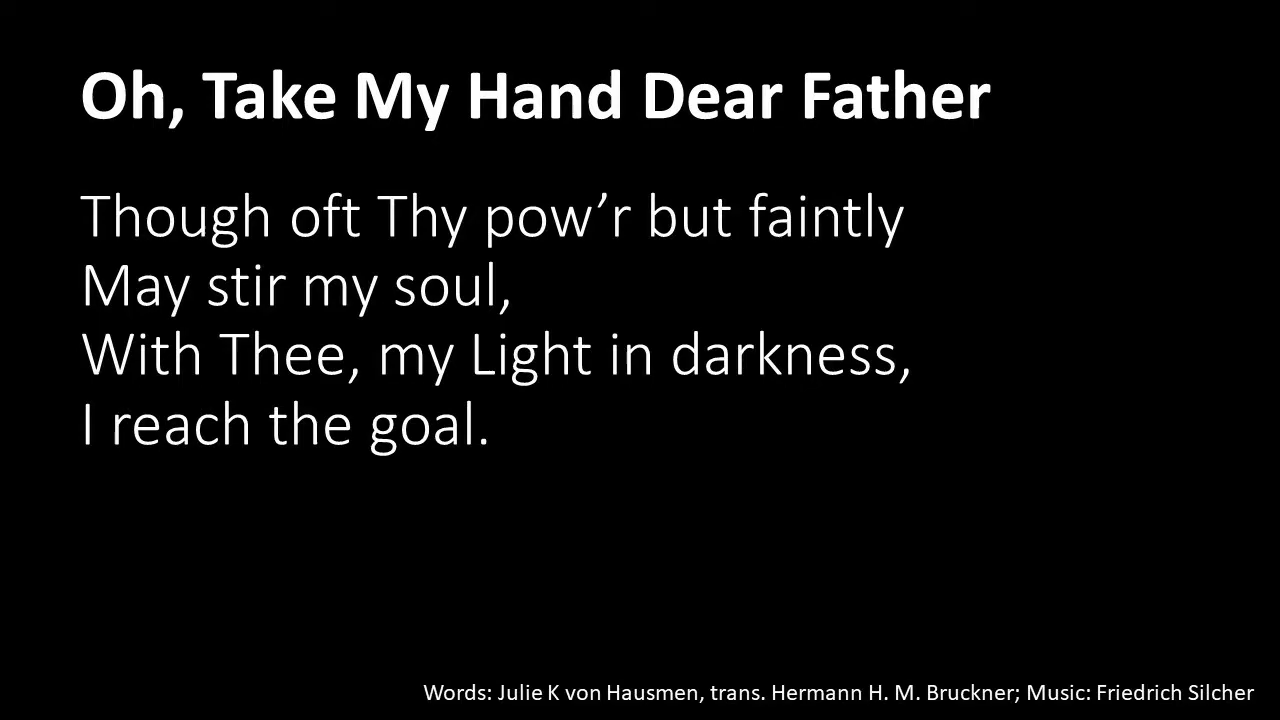 Oh, Take My Hand Dear Father
Though oft Thy pow’r but faintly
May stir my soul,
With Thee, my Light in darkness,
I reach the goal.
Words: Julie K von Hausmen, trans. Hermann H. M. Bruckner; Music: Friedrich Silcher